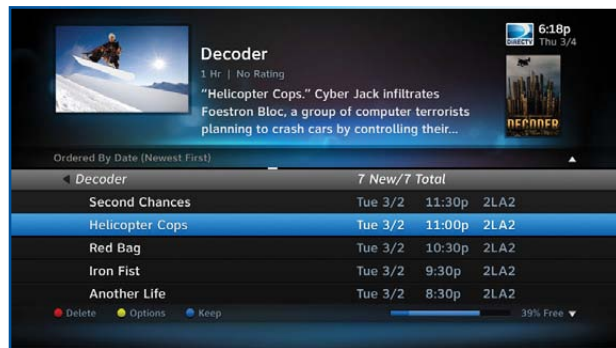 6:18p
DIRECTV Thu 3/4
Decoder
1 Hr | No Rating
"Helicopter Cops." Cyber Jack infiltrates
Foestron Bloc, a group of computer terrorists
planning to crash cars by controlling their...
DECODER
Ordered By Date (Newest First)
Decoder 7 New/7 Total
Second Chances Tue 3/2 11:30p 2LA2
Helicopter Cops Tue 3/2 11:00p 2LA2
Red Bag Tue 3/2 10:30p 2LA2
Iron Fist Tue 3/2 9:30p 2LA2
Another Life Tue 3/2 8:30p 2LA2
Delete Options Keep 39% Free